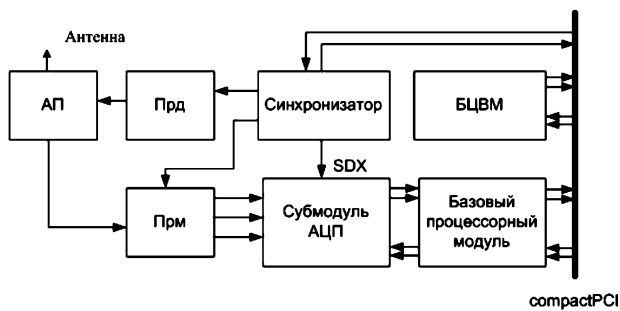 Антенна
АП
Прд
Синхронизатор
БЦВМ
SDX
Прм
Субмодуль
АЦП
Базовый
процессорный
модуль
compactPCI